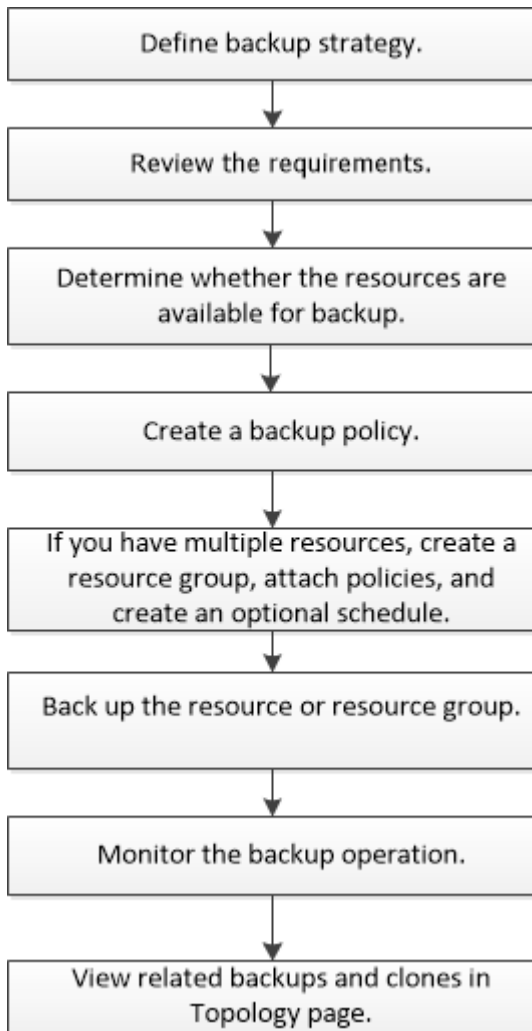 Define backup strategy.
Review the requirements.
Determine whether the resources are
available for backup.
Create a backup policy.
If you have multiple resources, create a
resource group, attach policies, and
create an optional schedule.
Back up the resource or resource group.
Monitor the backup operation.
View related backups and clones in
Topology page.